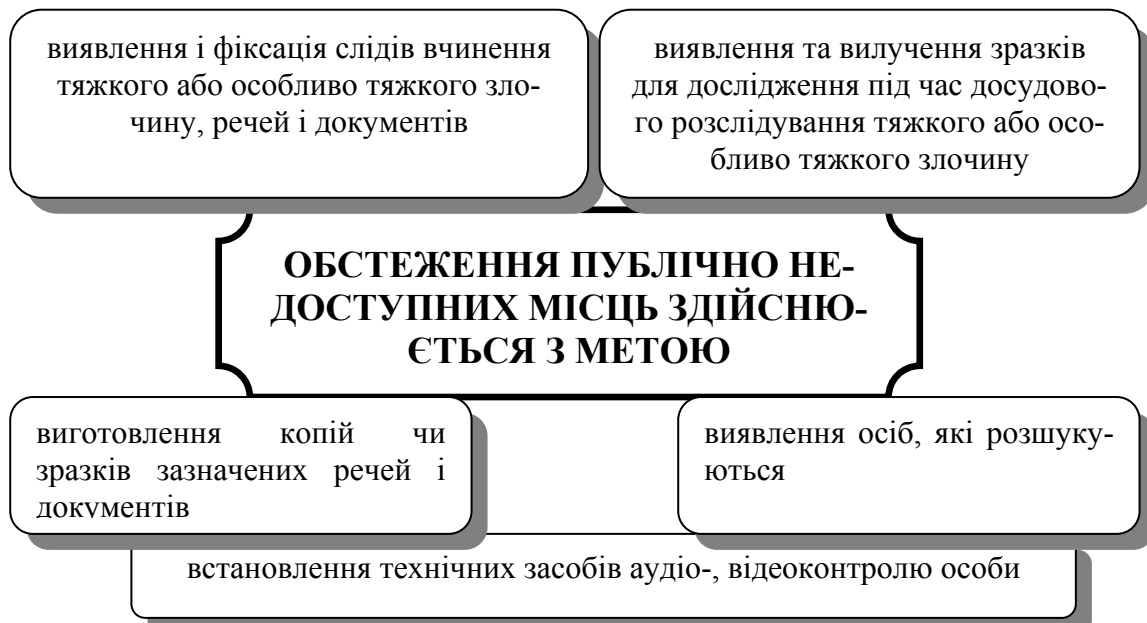 виявлення і фіксація слідів вчинення
тяжкого або особливо тяжкого зло-
чину, речей і документів
виявлення та вилучення зразків
для дослідження під час досудово-
го розслідування тяжкого або осо-
бливо тяжкого злочину
ОБСТЕЖЕННЯ ПУБЛІЧНО НЕ-
ДОСТУПНИХ МІСЦЬ ЗДІЙСНЮ-
ЄТЬСЯ З МЕТОЮ
виготовлення копій чи
зразків зазначених речей і
документів
виявлення осіб, які розшуку-
ються
встановлення технічних засобів аудіо-, відеоконтролю особи